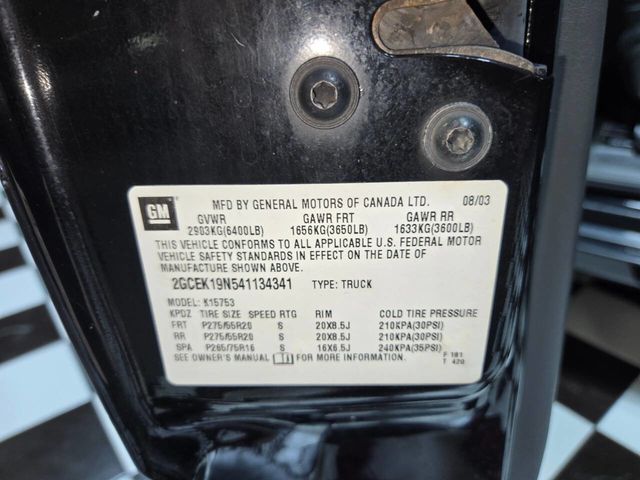 GM
MFD BY GENERAL MOTORS OF CANADA LTD. 08/03
GVWR GAWR FRT GAWR RR
2903KG(6400LB) 1656KG(3650LB) 1633KG(3600LB)
THIS VEHICLE CONFORMS TO ALL APPLICABLE U.S. FEDERAL MOTOR
VEHICLE SAFETY STANDARDS IN EFFECT ON THE DATE OF
MANUFACTURE SHOWN ABOVE.
2GCEK19N541134341 TYPE: TRUCK
MODEL: K15753
KPDZ TIRE SIZE SPEED RTG RIM COLD TIRE PRESSURE
FRT P275/55R20 S 20X8.5J 210KPA(30PSI)
RR P275/55R20 S 20X8.5J 210KPA(30PSI)
SPA P265/75R16 S 16X6.5J 240KPA(35PSI)
SEE OWNER'S MANUAL FOR MORE INFORMATION.
F 181
T 420